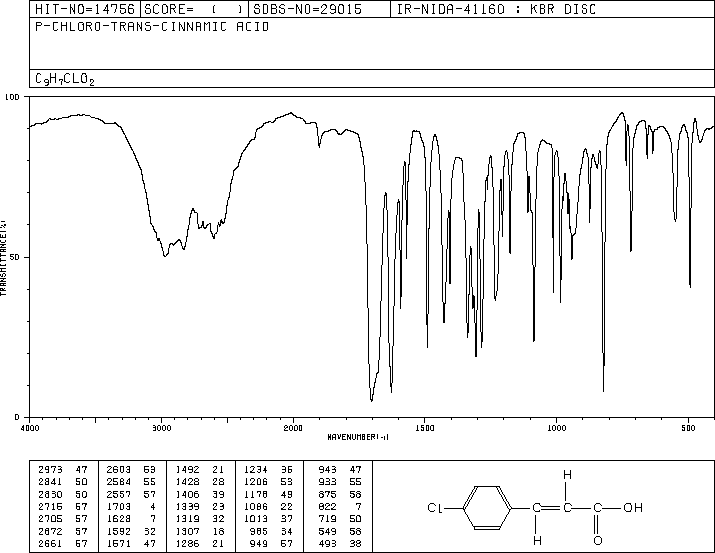 HIT-NO=14756 SCORE= ( ) SDBS-NO=29015 IR-NIDA-41160 : KBR DISC
P-CHLORO-TRANS-CINNAMIC ACID
C9H7CLO2
100
50
0
TRANSMITTANCE(%)
4000 3000 2000 1500 1000 500
WAVENUMBER(-1)
2973 47 2603 53 1492 21 1234 35 943 47
2841 50 2584 55 1428 28 1206 53 933 55
2830 50 2557 57 1406 39 1178 49 875 58
2716 57 1703 4 1339 23 1086 22 822 7
2705 57 1628 7 1319 32 1013 37 719 50
2672 57 1592 32 1307 18 985 34 549 58
2661 57 1571 47 1286 21 949 57 493 38
H
Cl C C C OH
H O